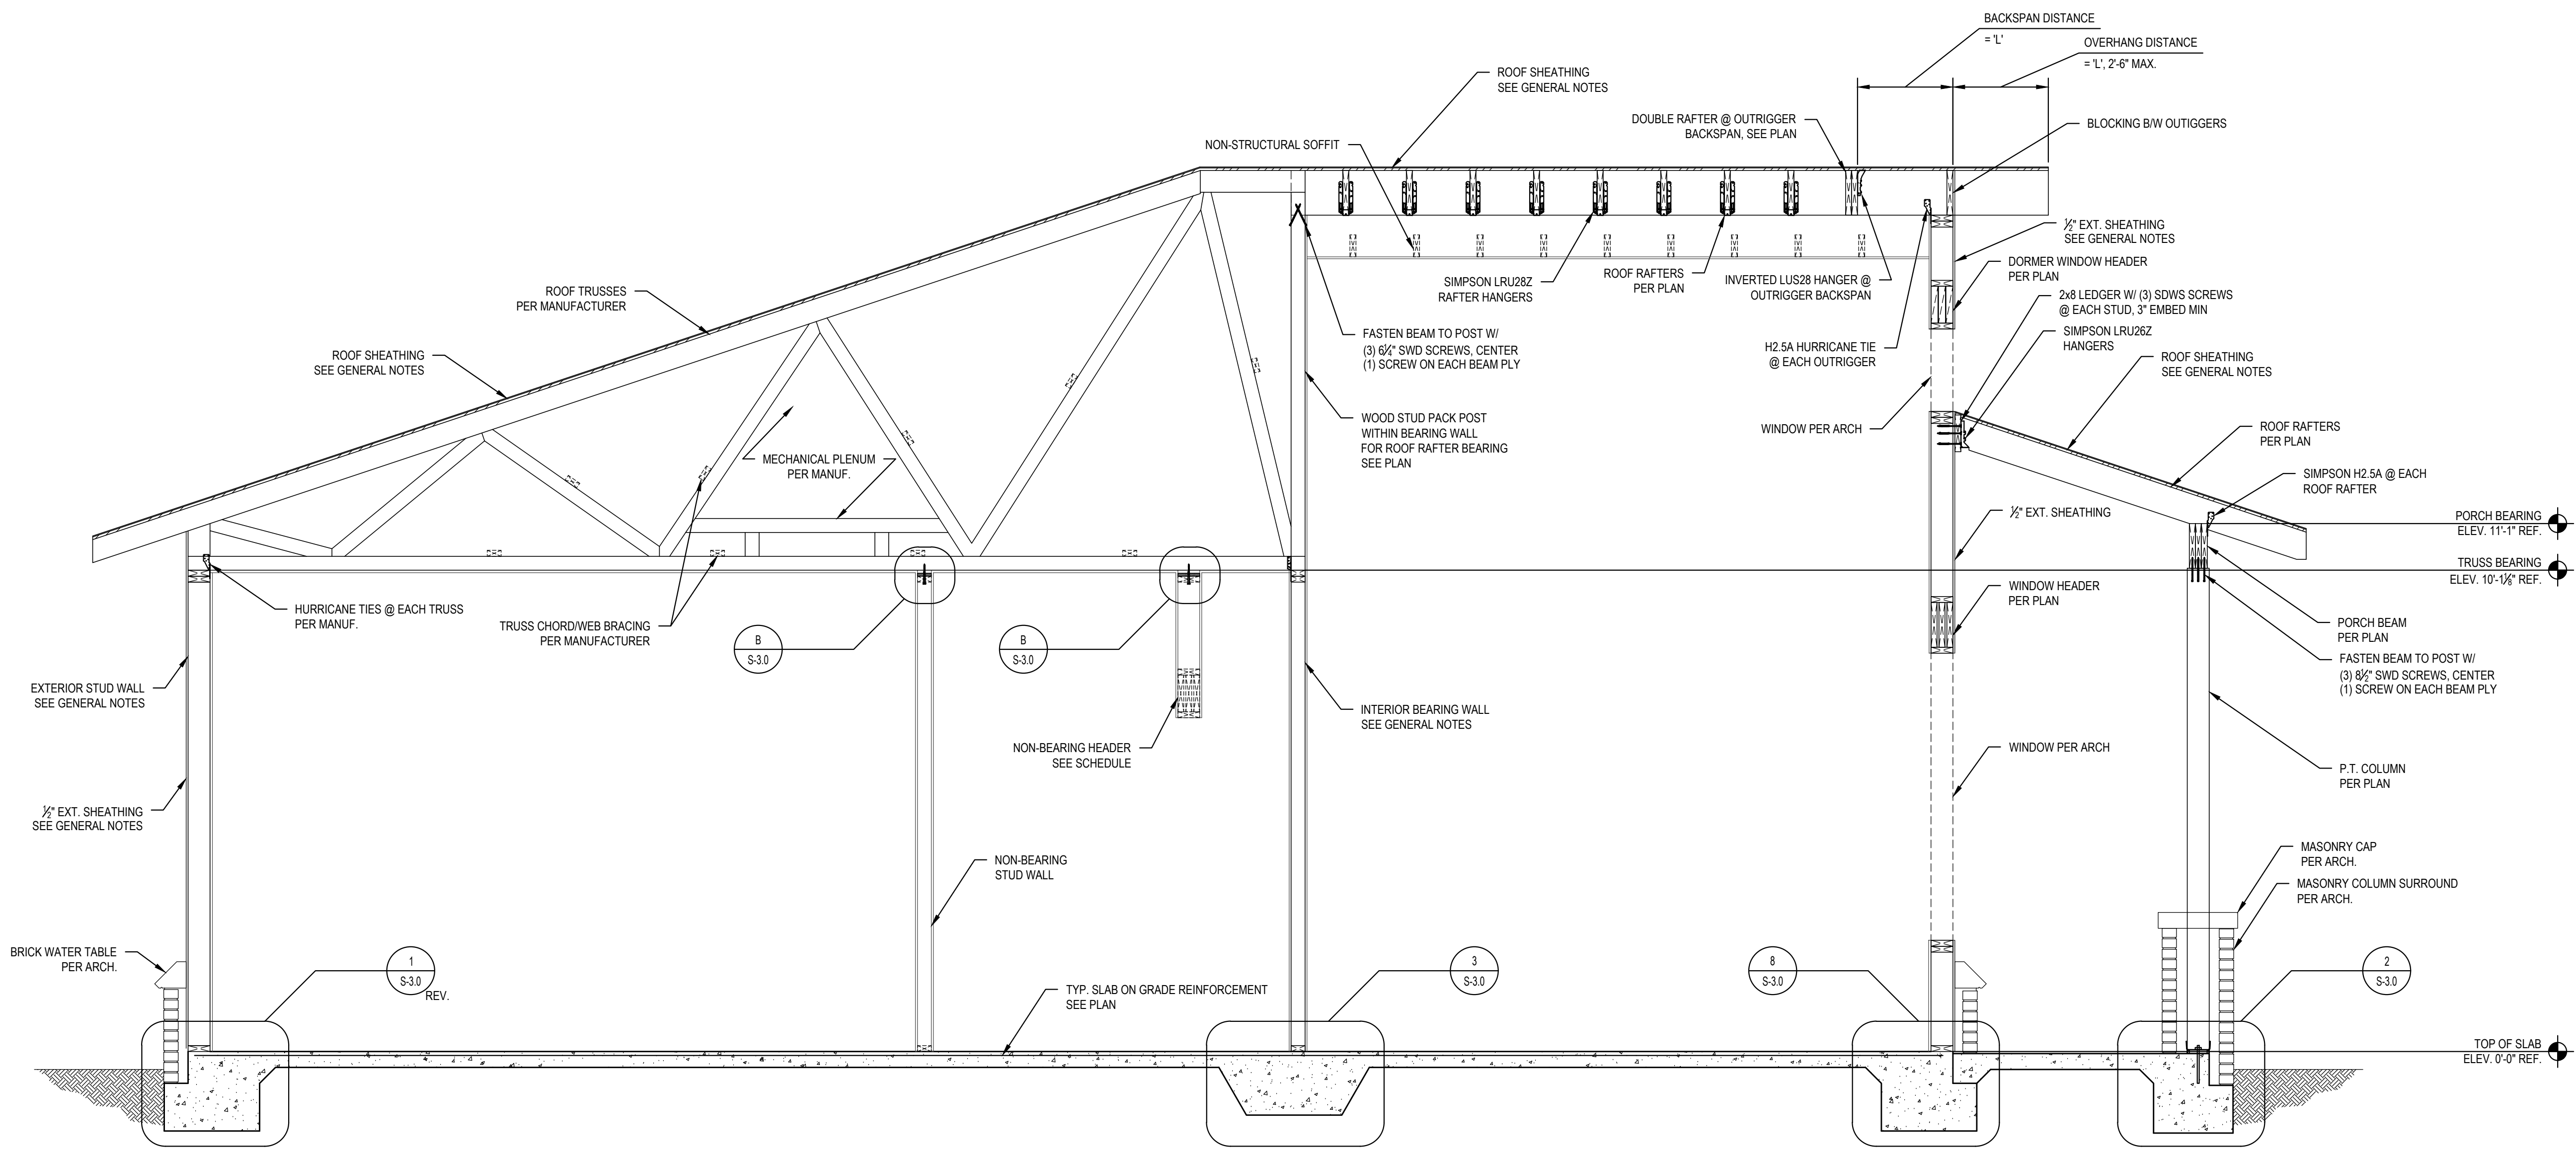 BACKSPAN DISTANCE
= 'L'
OVERHANG DISTANCE
= 'L', 2'-6" MAX.
ROOF SHEATHING
SEE GENERAL NOTES
DOUBLE RAFTER @ OUTRIGGER
BACKSPAN, SEE PLAN
BLOCKING B/W OUTIGGERS
NON-STRUCTURAL SOFFIT
½" EXT. SHEATHING
SEE GENERAL NOTES
DORMER WINDOW HEADER
PER PLAN
SIMPSON LRU28Z
RAFTER HANGERS
ROOF RAFTERS
PER PLAN
INVERTED LUS28 HANGER @
OUTRIGGER BACKSPAN
2x8 LEDGER W/ (3) SDWS SCREWS
@ EACH STUD, 3" EMBED MIN
ROOF TRUSSES
PER MANUFACTURER
SIMPSON LRU26Z
HANGERS
FASTEN BEAM TO POST W/
(3) 6¼" SWD SCREWS, CENTER
(1) SCREW ON EACH BEAM PLY
H2.5A HURRICANE TIE
@ EACH OUTRIGGER
ROOF SHEATHING
SEE GENERAL NOTES
ROOF SHEATHING
SEE GENERAL NOTES
WOOD STUD PACK POST
WITHIN BEARING WALL
FOR ROOF RAFTER BEARING
SEE PLAN
WINDOW PER ARCH
ROOF RAFTERS
PER PLAN
MECHANICAL PLENUM
PER MANUF.
SIMPSON H2.5A @ EACH
ROOF RAFTER
½" EXT. SHEATHING
PORCH BEARING
ELEV. 11'-1" REF.
TRUSS BEARING
ELEV. 10'-1⅛" REF.
HURRICANE TIES @ EACH TRUSS
PER MANUF.
TRUSS CHORD/WEB BRACING
PER MANUFACTURER
B
S-3.0
B
S-3.0
WINDOW HEADER
PER PLAN
PORCH BEAM
PER PLAN
FASTEN BEAM TO POST W/
(3) 8½" SWD SCREWS, CENTER
(1) SCREW ON EACH BEAM PLY
EXTERIOR STUD WALL
SEE GENERAL NOTES
INTERIOR BEARING WALL
SEE GENERAL NOTES
NON-BEARING HEADER
SEE SCHEDULE
WINDOW PER ARCH
P.T. COLUMN
PER PLAN
½" EXT. SHEATHING
SEE GENERAL NOTES
NON-BEARING
STUD WALL
MASONRY CAP
PER ARCH.
MASONRY COLUMN SURROUND
PER ARCH.
BRICK WATER TABLE
PER ARCH.
1
S-3.0
REV.
3
S-3.0
8
S-3.0
2
S-3.0
TYP. SLAB ON GRADE REINFORCEMENT
SEE PLAN
TOP OF SLAB
ELEV. 0'-0" REF.